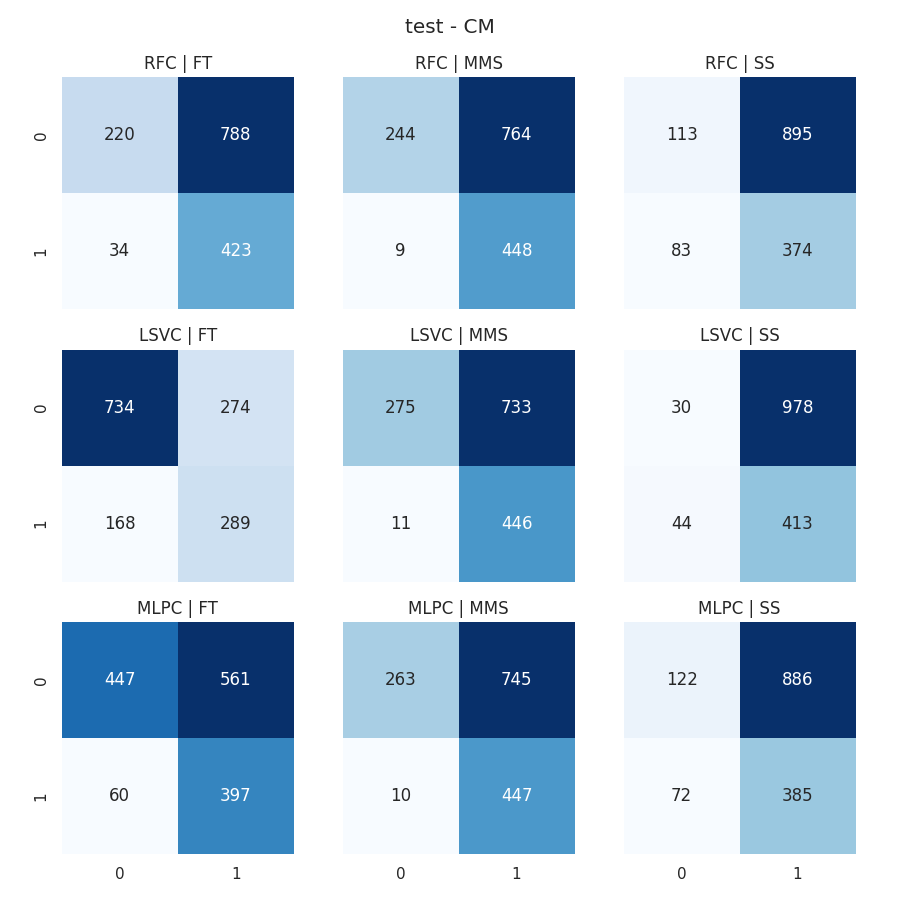 test - CM
RFC | FT RFC | MMS RFC | SS
0 220 788 244 764 113 895
1 34 423 9 448 83 374
LSVC | FT LSVC | MMS LSVC | SS
0 734 274 275 733 30 978
1 168 289 11 446 44 413
MLPC | FT MLPC | MMS MLPC | SS
0 447 561 263 745 122 886
1 60 397 10 447 72 385
0 1 0 1 0 1